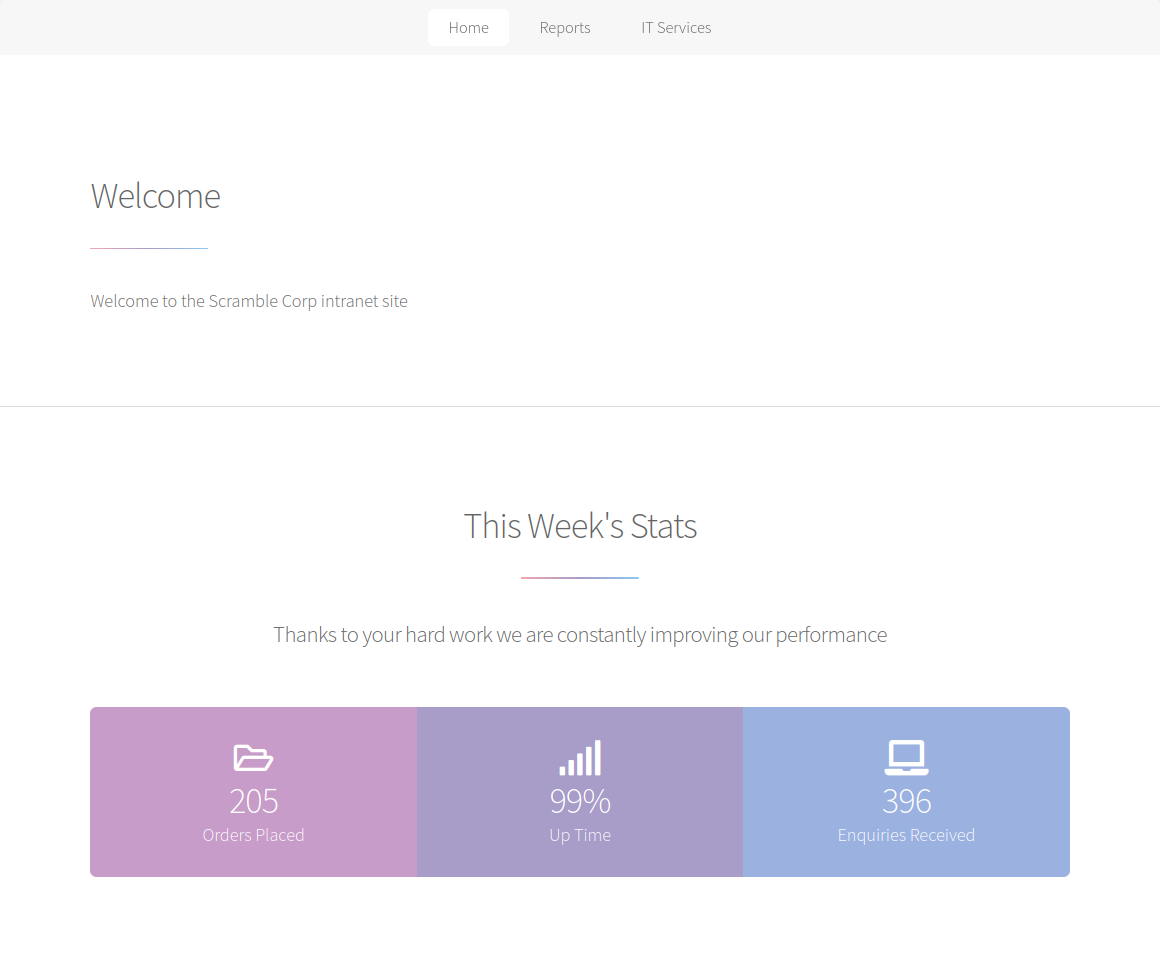 Home Reports IT Services
Welcome
Welcome to the Scramble Corp intranet site
This Week's Stats
Thanks to your hard work we are constantly improving our performance
205
Orders Placed
99%
Up Time
396
Enquiries Received